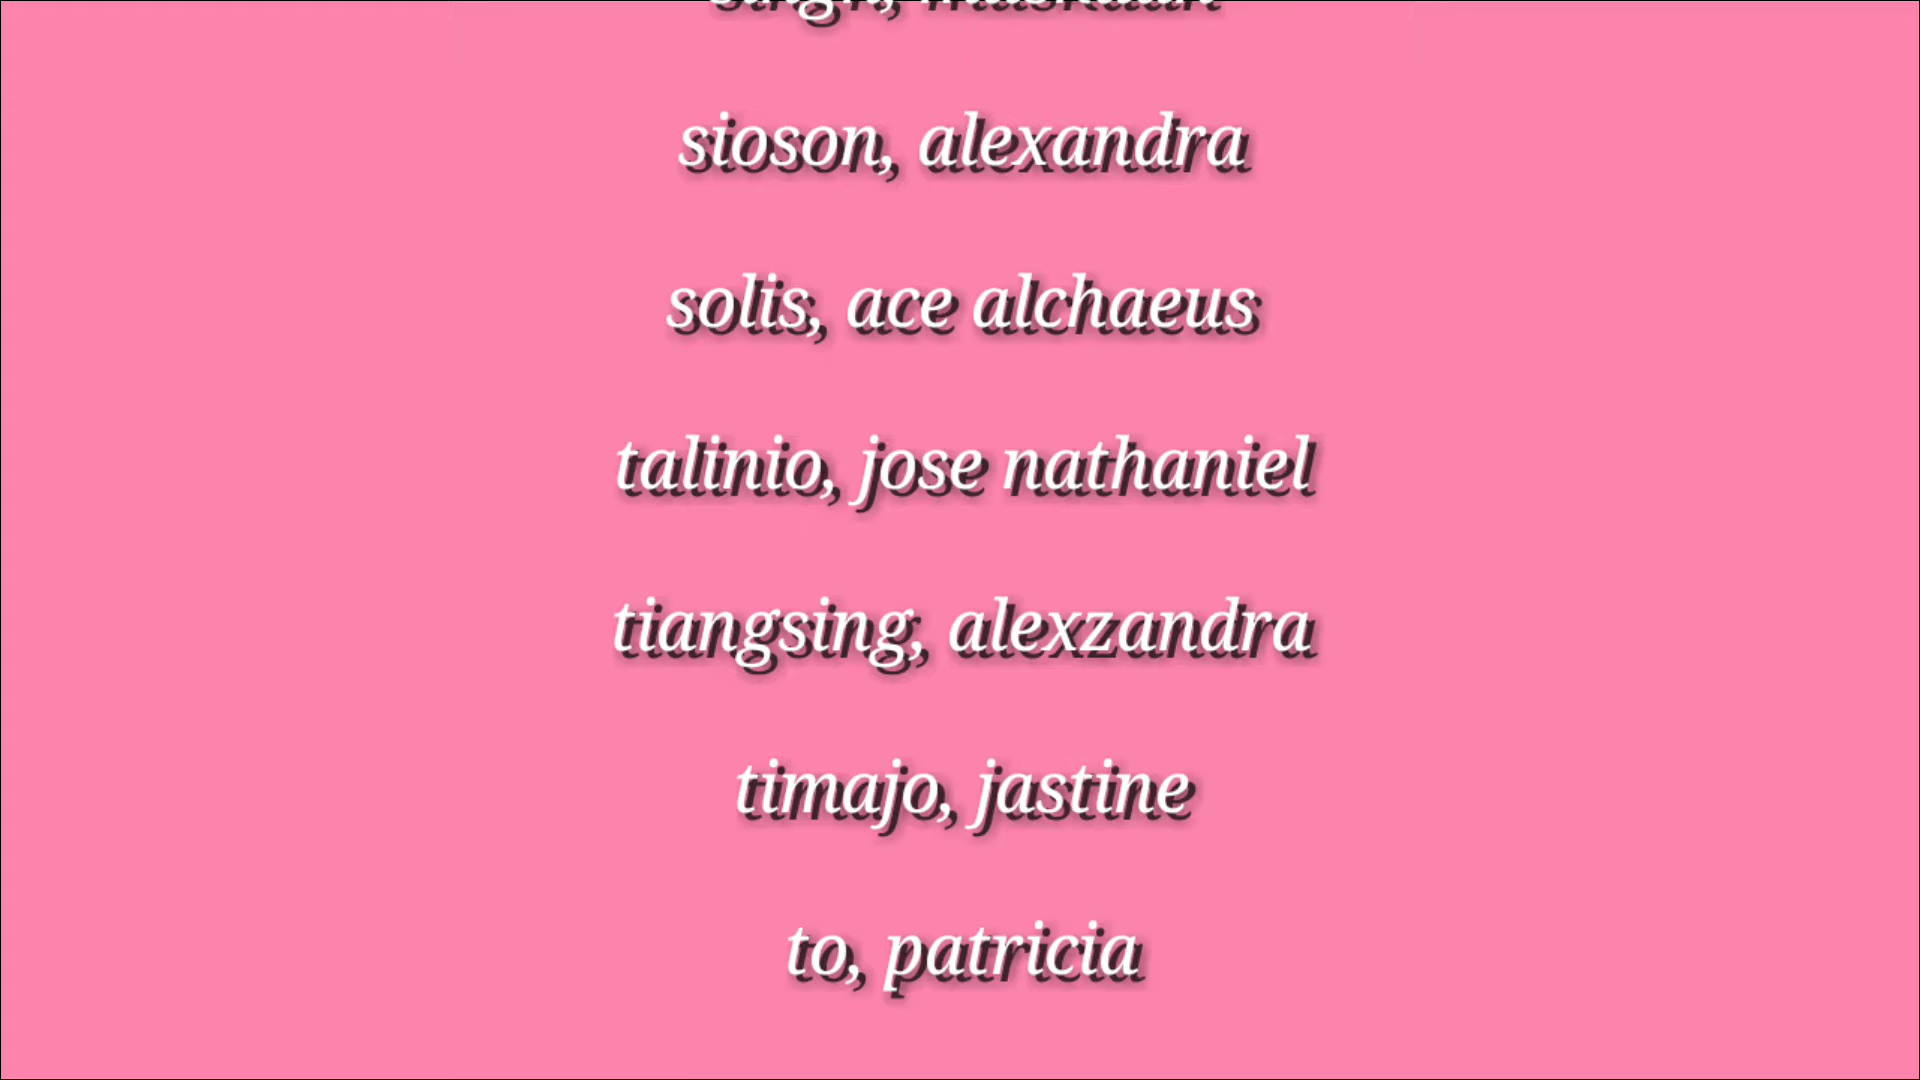 sioson, alexandra
solis, ace alchaeus
talinio, jose nathaniel
tiangsing, alexzandra
timajo, jastine
to, patricia